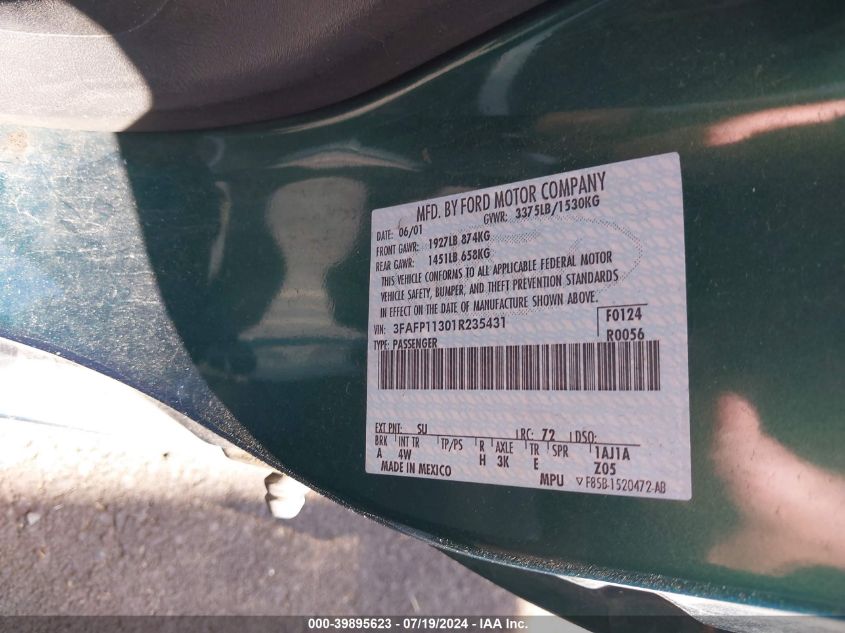 MFD. BY FORD MOTOR COMPANY
DATE: 06/01 GVWR: 3375LB/1530KG
FRONT GAWR: 1927LB 874KG
REAR GAWR: 1451LB 658KG
THIS VEHICLE CONFORMS TO ALL APPLICABLE FEDERAL MOTOR
VEHICLE SAFETY, BUMPER, AND THEFT PREVENTION STANDARDS
IN EFFECT ON THE DATE OF MANUFACTURE SHOWN ABOVE.
VIN: 3FAFP11301R235431 F0124
TYPE: PASSENGER R0056
EXT PNT: SU RC: 72 DSO:
BRK INT TR TP/PS R AXLE TR SPR 1AJ1A
A 4W H 3K E Z05
MADE IN MEXICO MPU ▽F85B-1520472-AB
000-39895623 - 07/19/2024 - IAA Inc.